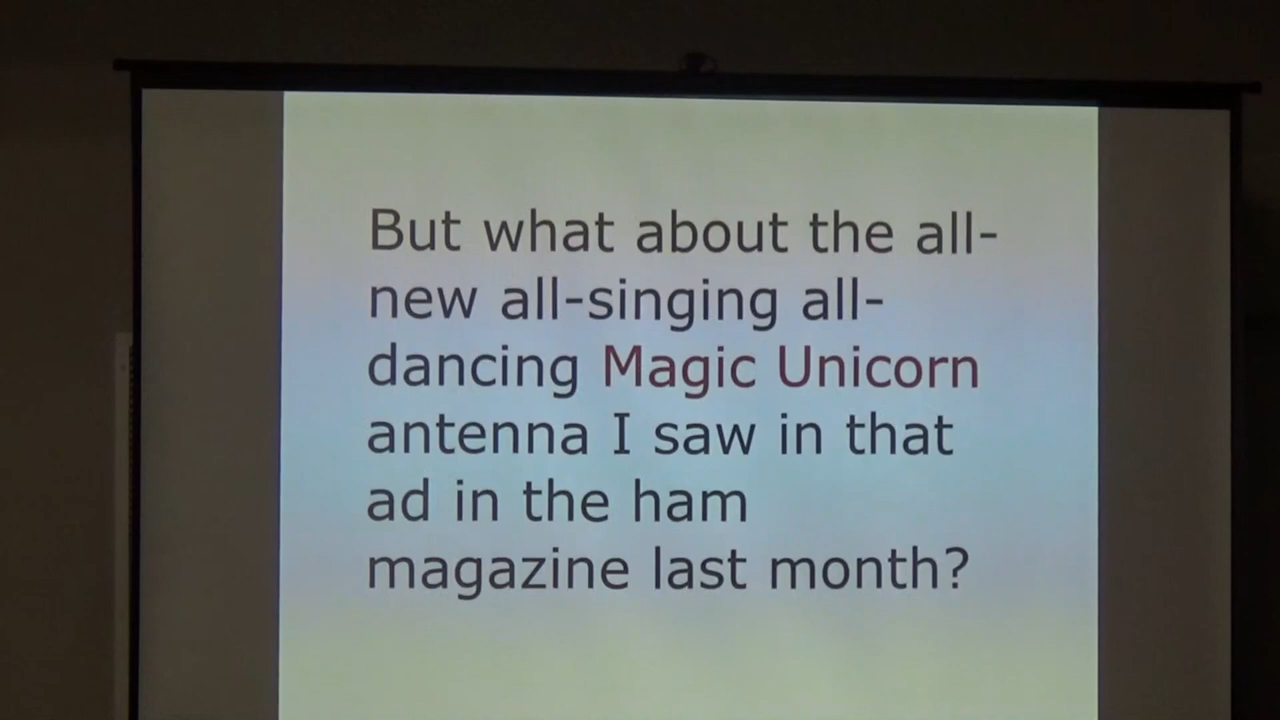 But what about the all-
new all-singing all-
dancing Magic Unicorn
antenna I saw in that
ad in the ham
magazine last month?